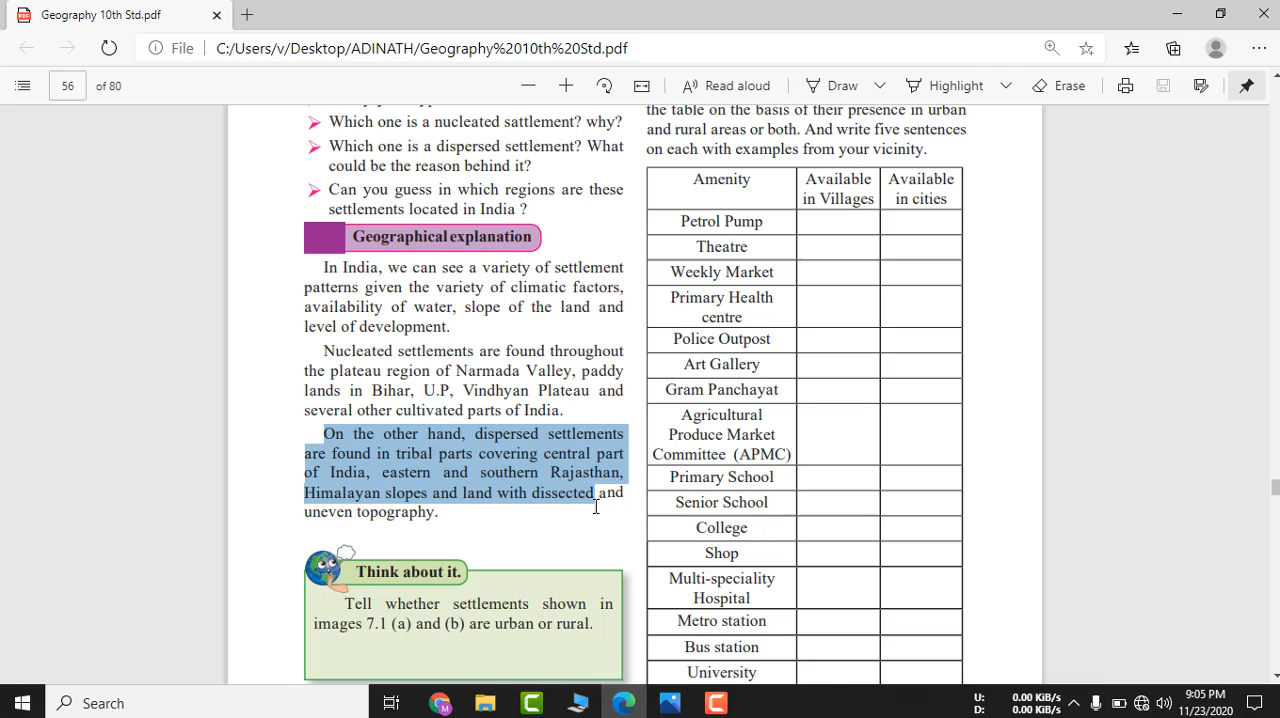 Geography 10th Std.pdf
File
C:/Users/v/Desktop/ADINATH/Geography%2010th%20Std.pdf
56
of 80
Read aloud
Draw
Highlight
Erase
Which one is a nucleated sattlement? why?
Which one is a dispersed settlement? What
could be the reason behind it?
Can you guess in which regions are these
settlements located in India ?
Geographical explanation
In India, we can see a variety of settlement
patterns given the variety of climatic factors,
availability of water, slope of the land and
level of development.
Nucleated settlements are found throughout
the plateau region of Narmada Valley, paddy
lands in Bihar, U.P, Vindhyan Plateau and
several other cultivated parts of India.
On the other hand, dispersed settlements
are found in tribal parts covering central part
of India, eastern and southern Rajasthan,
Himalayan slopes and land with dissected and
uneven topography.
Think about it.
Tell whether settlements shown in
images 7.1 (a) and (b) are urban or rural.
the table on the basis of their presence in urban
and rural areas or both. And write five sentences
on each with examples from your vicinity.
Amenity
Available
in Villages
Available
in cities
Petrol Pump
Theatre
Weekly Market
Primary Health
centre
Police Outpost
Art Gallery
Gram Panchayat
Agricultural
Produce Market
Committee (APMC)
Primary School
Senior School
College
Shop
Multi-speciality
Hospital
Metro station
Bus station
University
Search
U: 0.00 KiB/s
D: 0.00 KiB/s
9:05 PM
11/23/2020